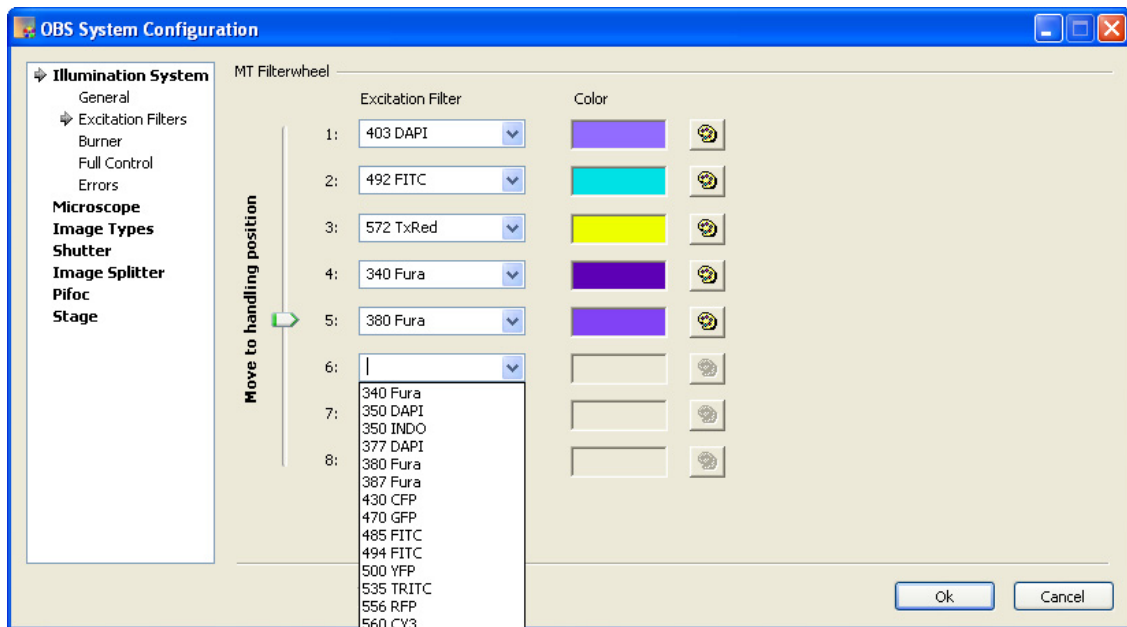 OBS System Configuration
Illumination System
General
Excitation Filters
Burner
Full Control
Errors
Microscope
Image Types
Shutter
Image Splitter
Pifoc
Stage
MT Filterwheel
Excitation Filter Color
Move to handling position
1: 403 DAPI
2: 492 FITC
3: 572 TxRed
4: 340 Fura
5: 380 Fura
6:
7:
8:
340 Fura
350 DAPI
350 INDO
377 DAPI
380 Fura
387 Fura
430 CFP
470 GFP
485 FITC
494 FITC
500 YFP
535 TRITC
556 RFP
560 CY3
Ok Cancel